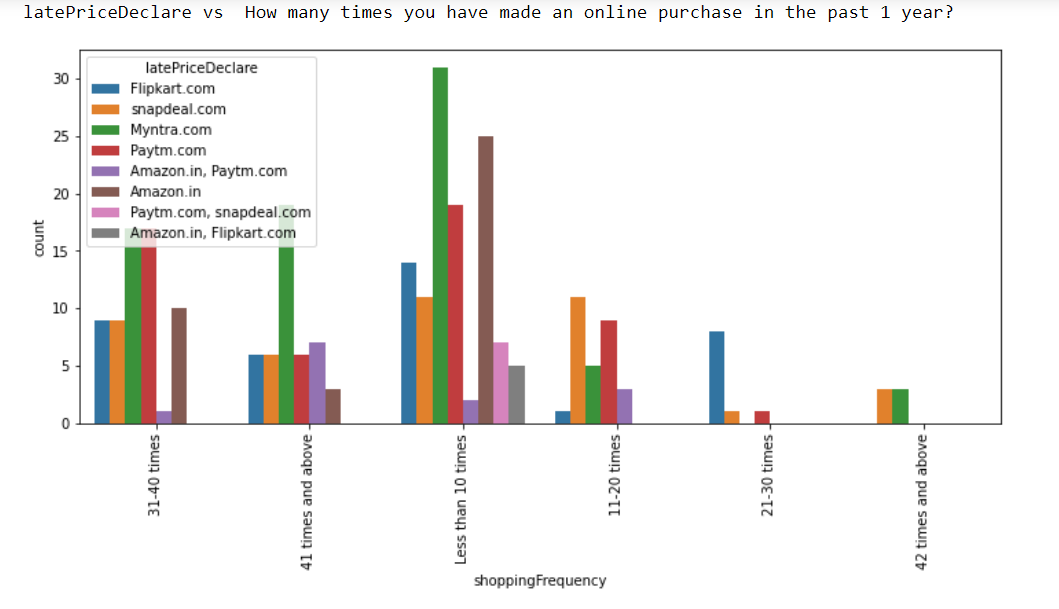 latePriceDeclare vs  How many times you have made an online purchase in the past 1 year?
latePriceDeclare
Flipkart.com
snapdeal.com
Myntra.com
Paytm.com
Amazon.in, Paytm.com
Amazon.in
Paytm.com, snapdeal.com
Amazon.in, Flipkart.com
count
30
25
20
15
10
5
0
31-40 times
41 times and above
Less than 10 times
11-20 times
21-30 times
42 times and above
shoppingFrequency